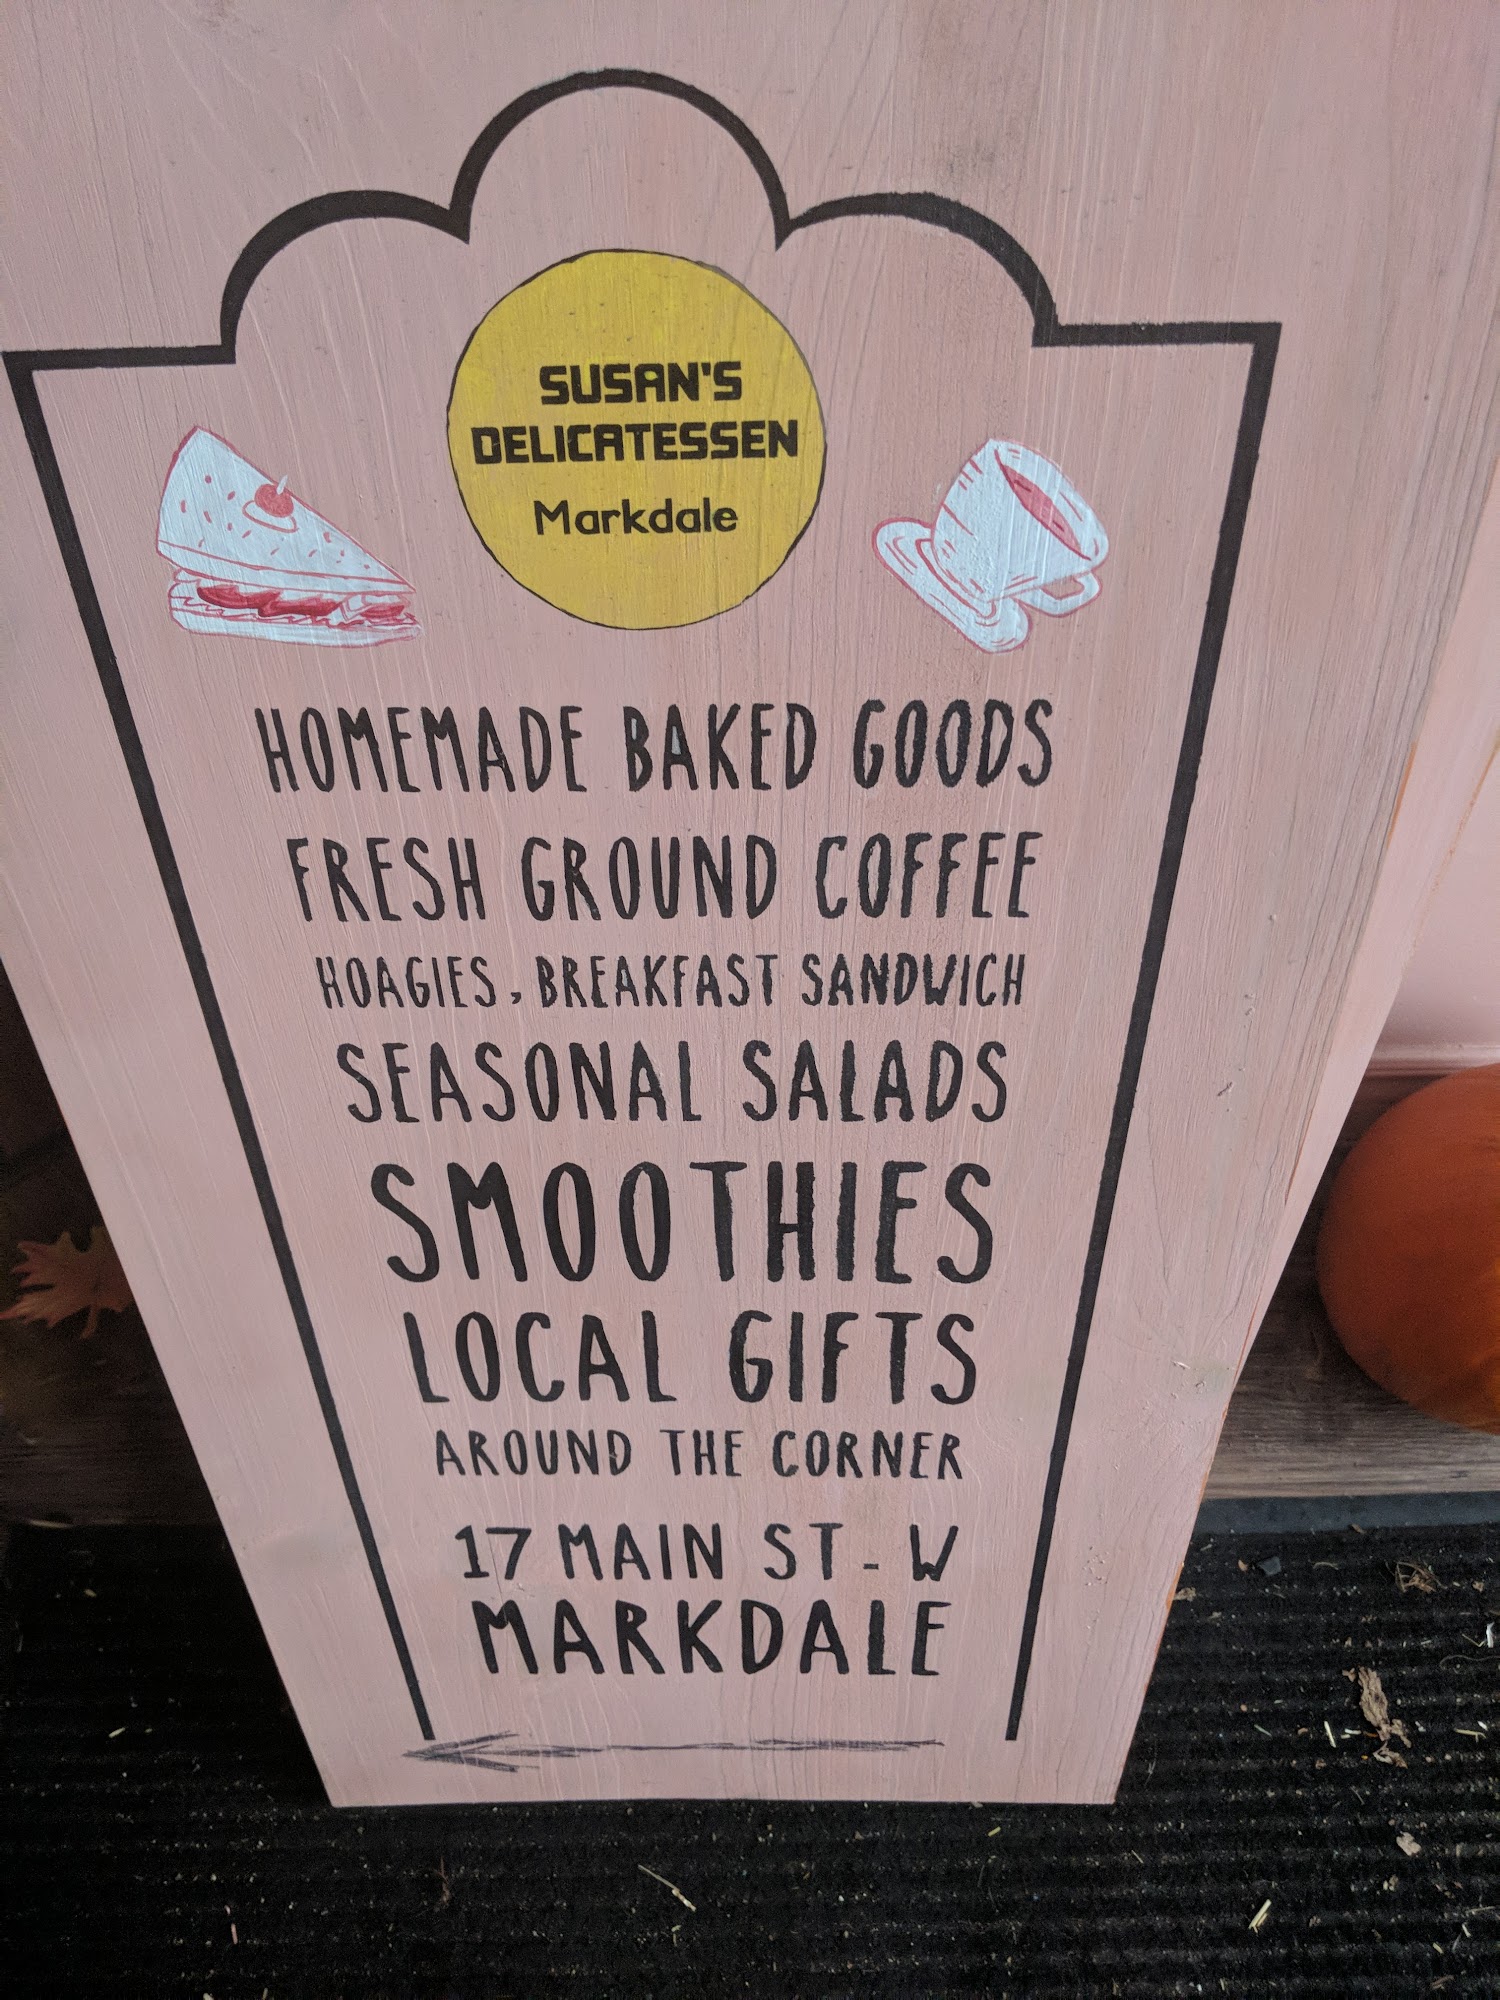 SUSAN'S
DELICATESSEN
Markdale
HOMEMADE BAKED GOODS
FRESH GROUND COFFEE
HOAGIES, BREAKFAST SANDWICH
SEASONAL SALADS
SMOOTHIES
LOCAL GIFTS
AROUND THE CORNER
17 MAIN ST - W
MARKDALE